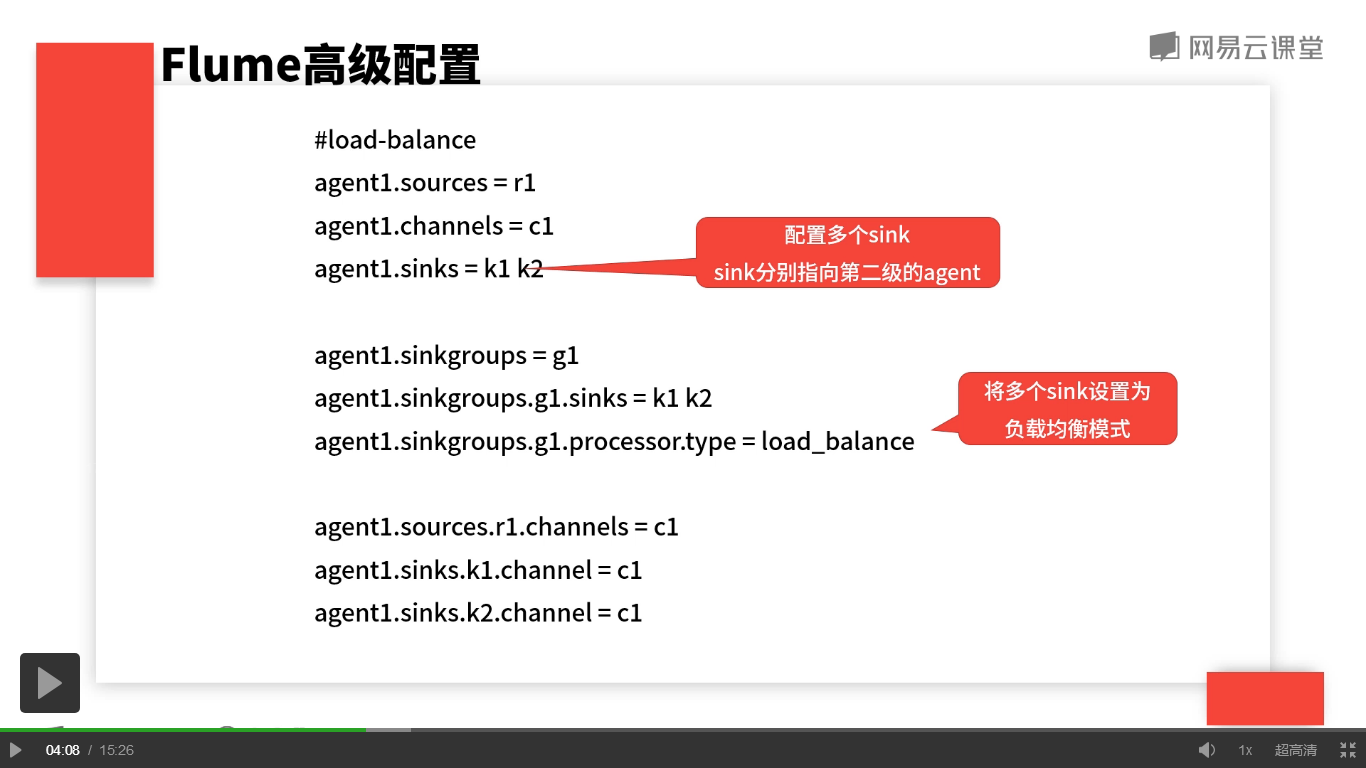 Flume高级配置
网易云课堂
#load-balance
agent1.sources = r1
agent1.channels = c1
agent1.sinks = k1 k2
配置多个sink
sink分别指向第二级的agent
agent1.sinkgroups = g1
agent1.sinkgroups.g1.sinks = k1 k2
agent1.sinkgroups.g1.processor.type = load_balance
将多个sink设置为
负载均衡模式
agent1.sources.r1.channels = c1
agent1.sinks.k1.channel = c1
agent1.sinks.k2.channel = c1
04:08 / 15:26
1x
超高清